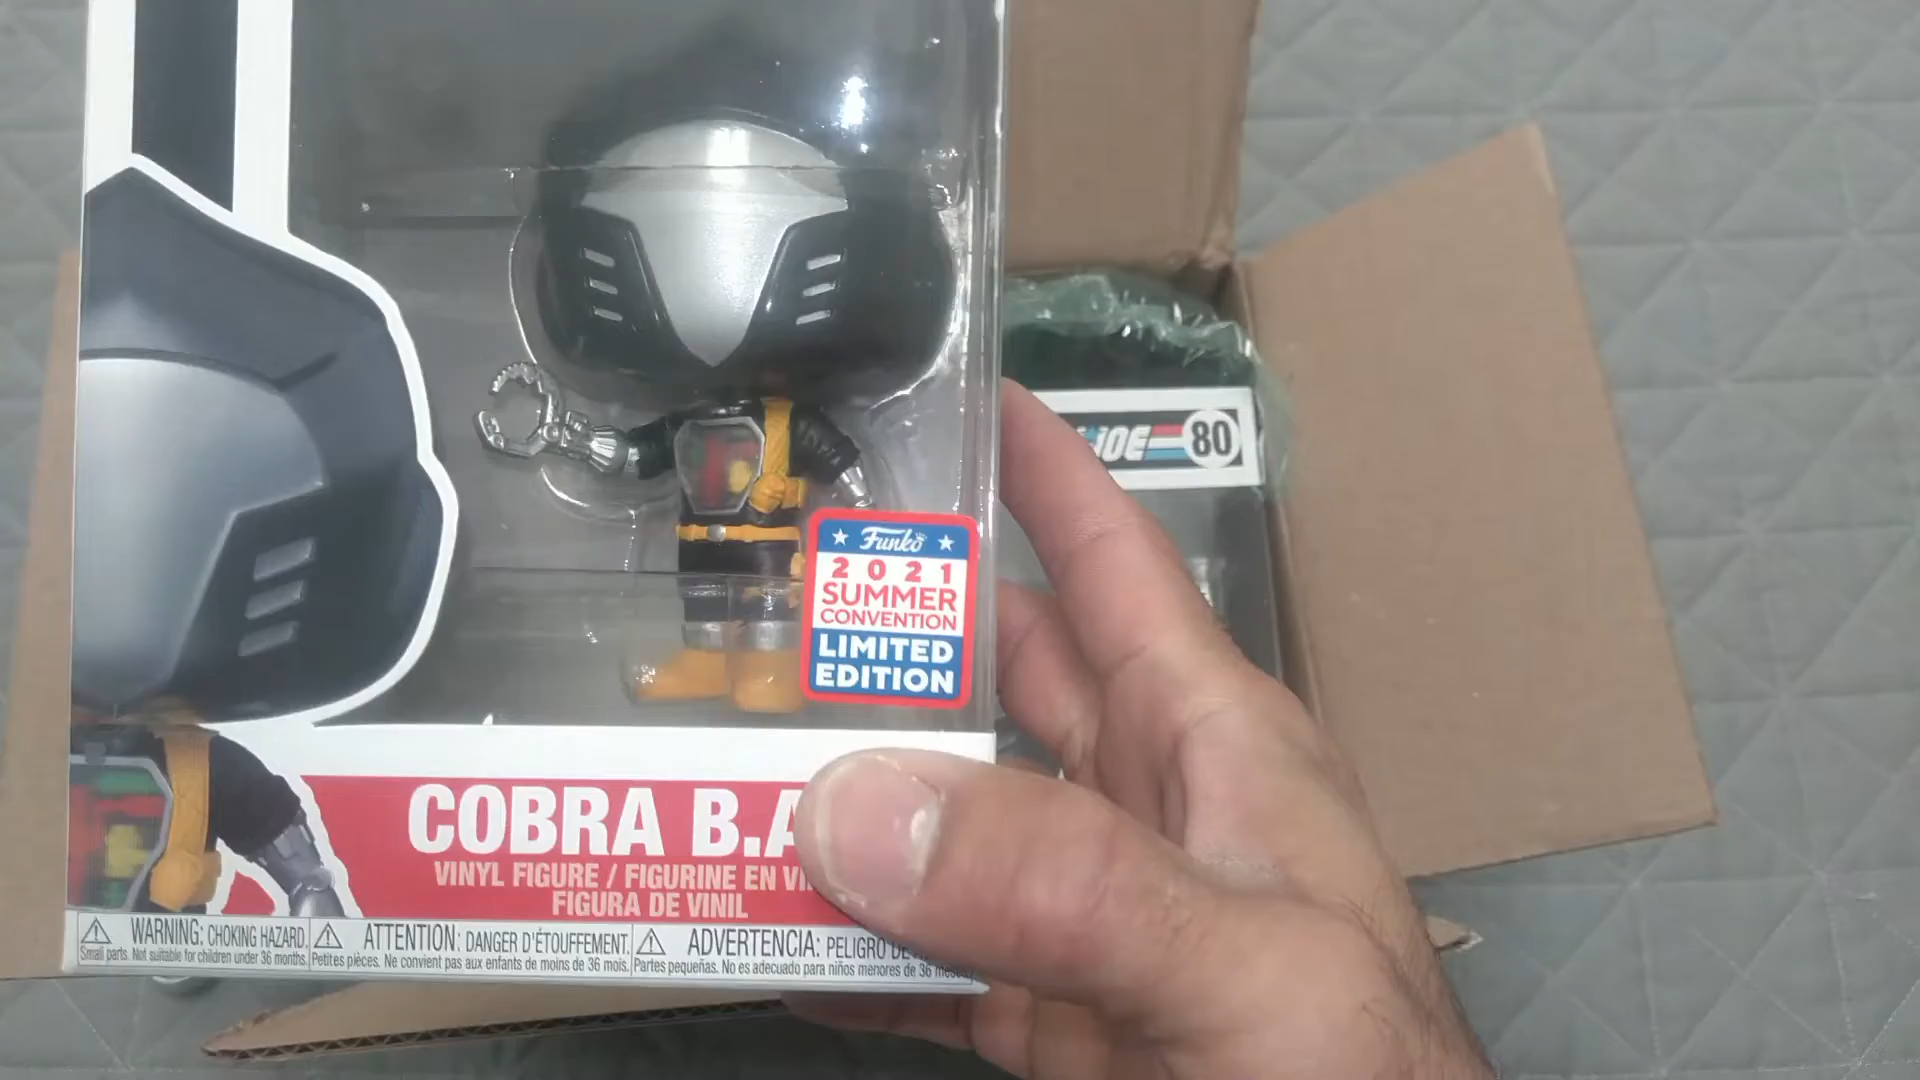 JOE 80
Funko
2021
SUMMER
CONVENTION
LIMITED
EDITION
COBRA B.A
VINYL FIGURE / FIGURINE EN VI
FIGURA DE VINIL
WARNING: CHOKING HAZARD.
Small parts. Not suitable for children under 36 months.
ATTENTION: DANGER D'ÉTOUFFEMENT.
Petites pièces. Ne convient pas aux enfants de moins de 36 mois.
ADVERTENCIA: PELIGRO DE
Partes pequeñas. No es adecuado para niños menores de 36 meses